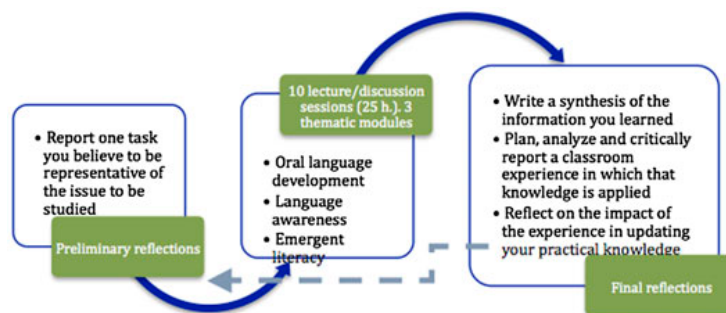 • Report one task
you believe to be
representative of
the issue to be
studied
Preliminary reflections
10 lecture/discussion
sessions (25 h.). 3
thematic modules
• Oral language
development
• Language
awareness
• Emergent
literacy
• Write a synthesis of the
information you learned
• Plan, analyze and critically
report a classroom
experience in which that
knowledge is applied
• Reflect on the impact of
the experience in updating
your practical knowledge
Final reflections